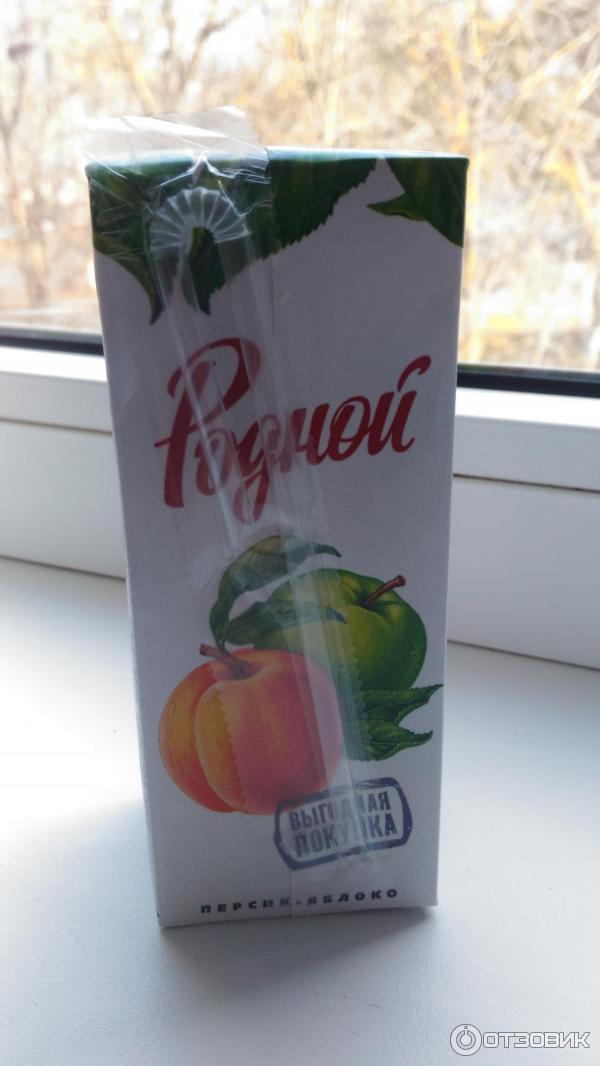 Родной
ВЫГОДНАЯ
ПОКУПКА
ПЕРСИК-ЯБЛОКО
ОТЗОВИК